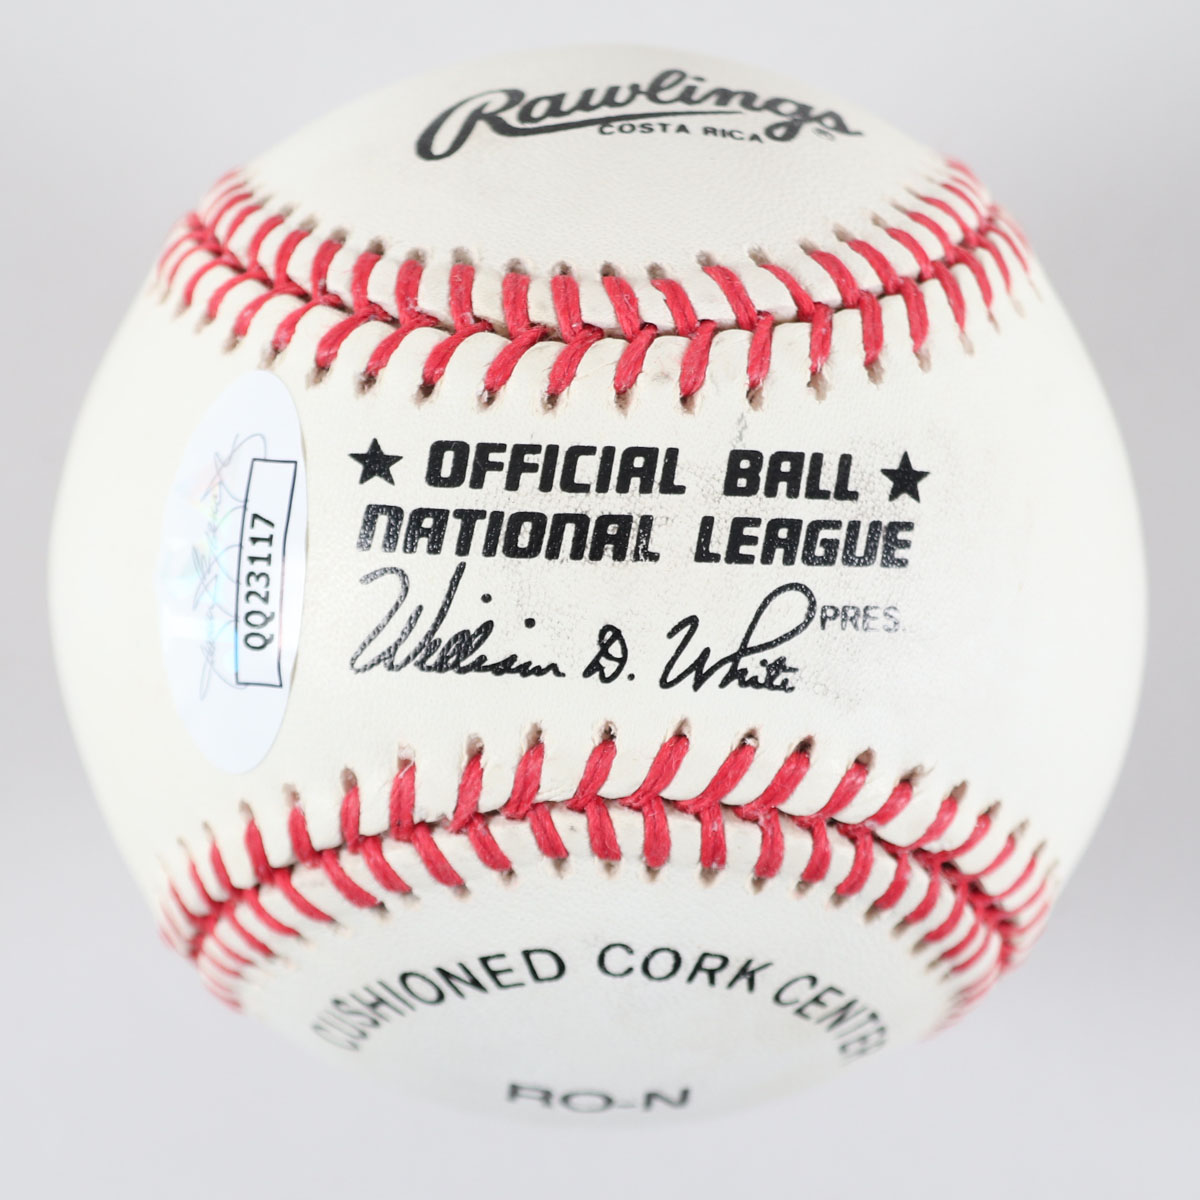 Rawlings®
COSTA RICA
★ OFFICIAL BALL ★
NATIONAL LEAGUE
William D. White PRES.
QQ23117
CUSHIONED CORK CENTER
RO-N